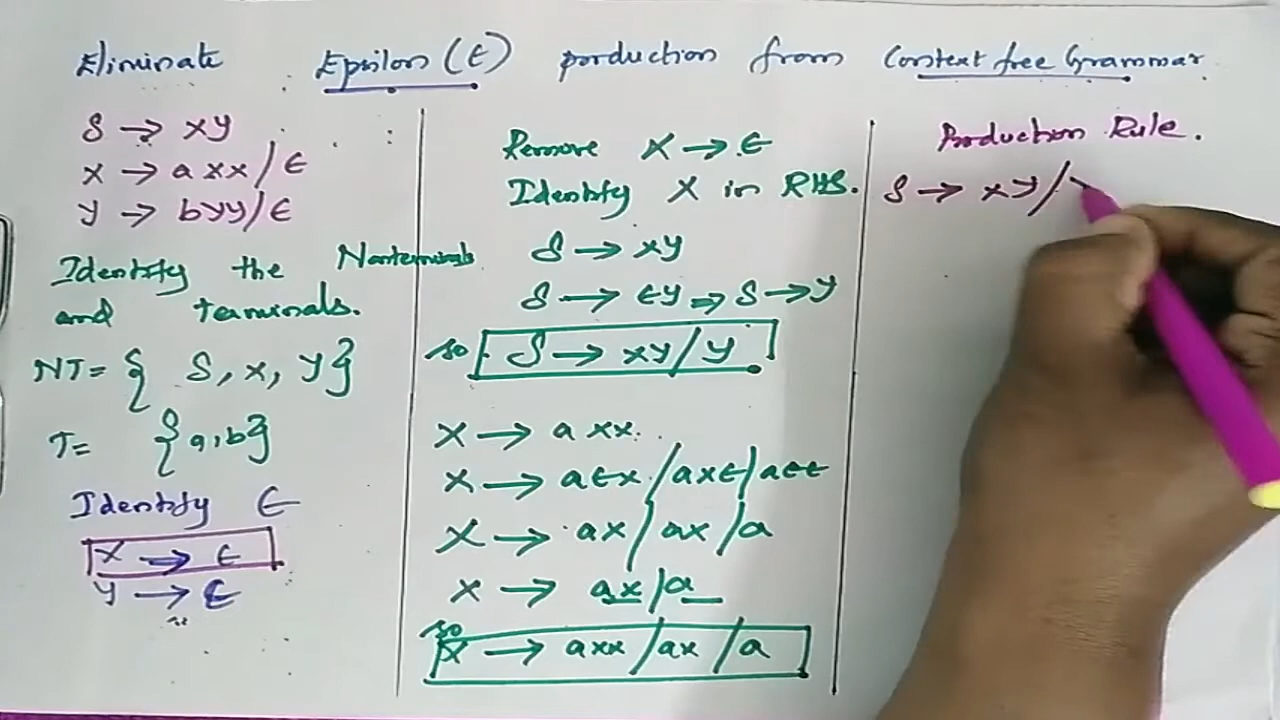 Eliminate Epsilon (ϵ) production from Context free Grammar.
S → XY
X → aXX/ϵ
Y → bYY/ϵ
Identify the Nonterminals
and terminals.
NT = { S, X, Y }
T = { a, b }
Identify ϵ
X → ϵ
Y → ϵ
Remove X → ϵ
Identify X in RHS.
S → XY
S → ϵY ⇒ S → Y
so S → XY/Y
X → aXX.
X → aϵX/aXϵ/aϵϵ
X → aX/aX/a
X → aX/a
so
X → aXX/aX/a
Production Rule.
S → XY/